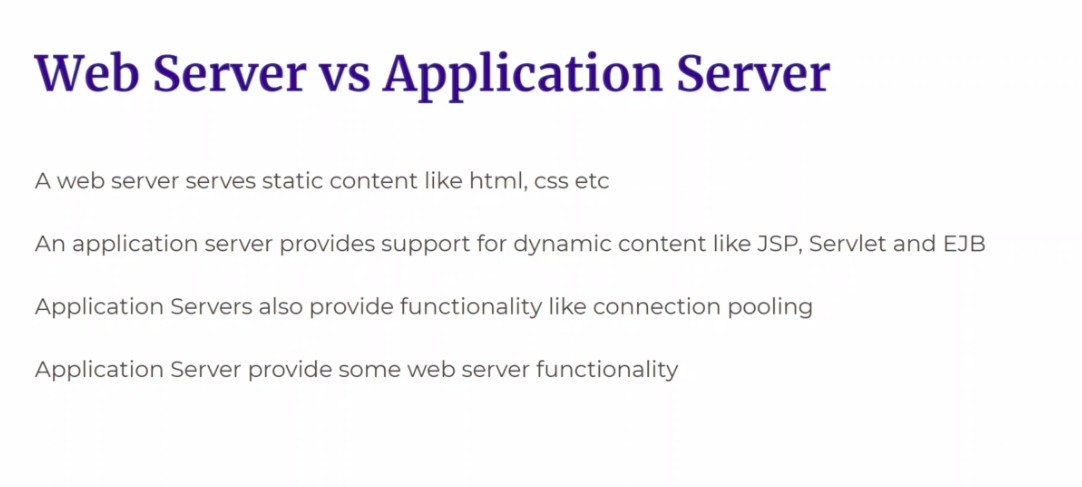 Web Server vs Application Server
A web server serves static content like html, css etc
An application server provides support for dynamic content like JSP, Servlet and EJB
Application Servers also provide functionality like connection pooling
Application Server provide some web server functionality